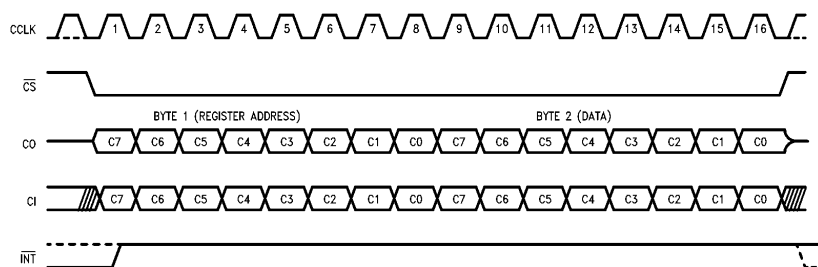 CCLK 1 2 3 4 5 6 7 8 9 10 11 12 13 14 15 16
CS
BYTE 1 (REGISTER ADDRESS) BYTE 2 (DATA)
CO C7 C6 C5 C4 C3 C2 C1 C0 C7 C6 C5 C4 C3 C2 C1 C0
CI C7 C6 C5 C4 C3 C2 C1 C0 C7 C6 C5 C4 C3 C2 C1 C0
INT